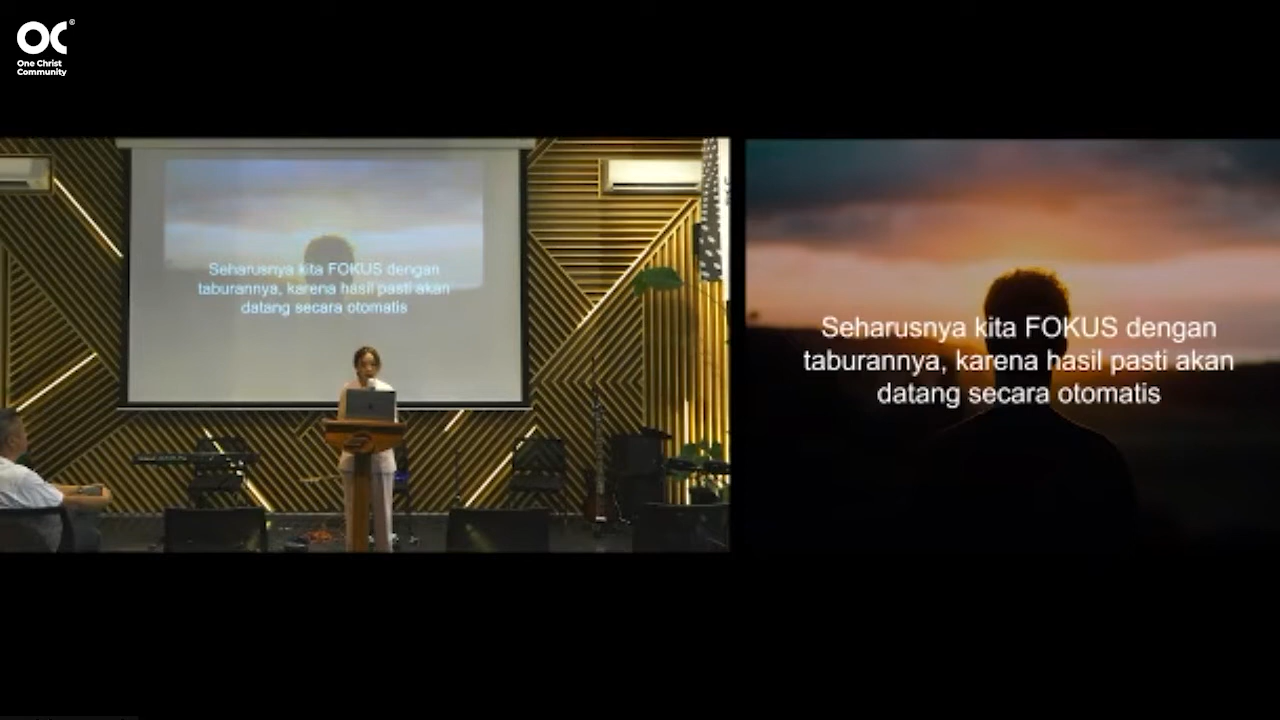 OC®
One Christ
Community
Seharusnya kita FOKUS dengan
taburannya, karena hasil pasti akan
datang secara otomatis
Seharusnya kita FOKUS dengan
taburannya, karena hasil pasti akan
datang secara otomatis